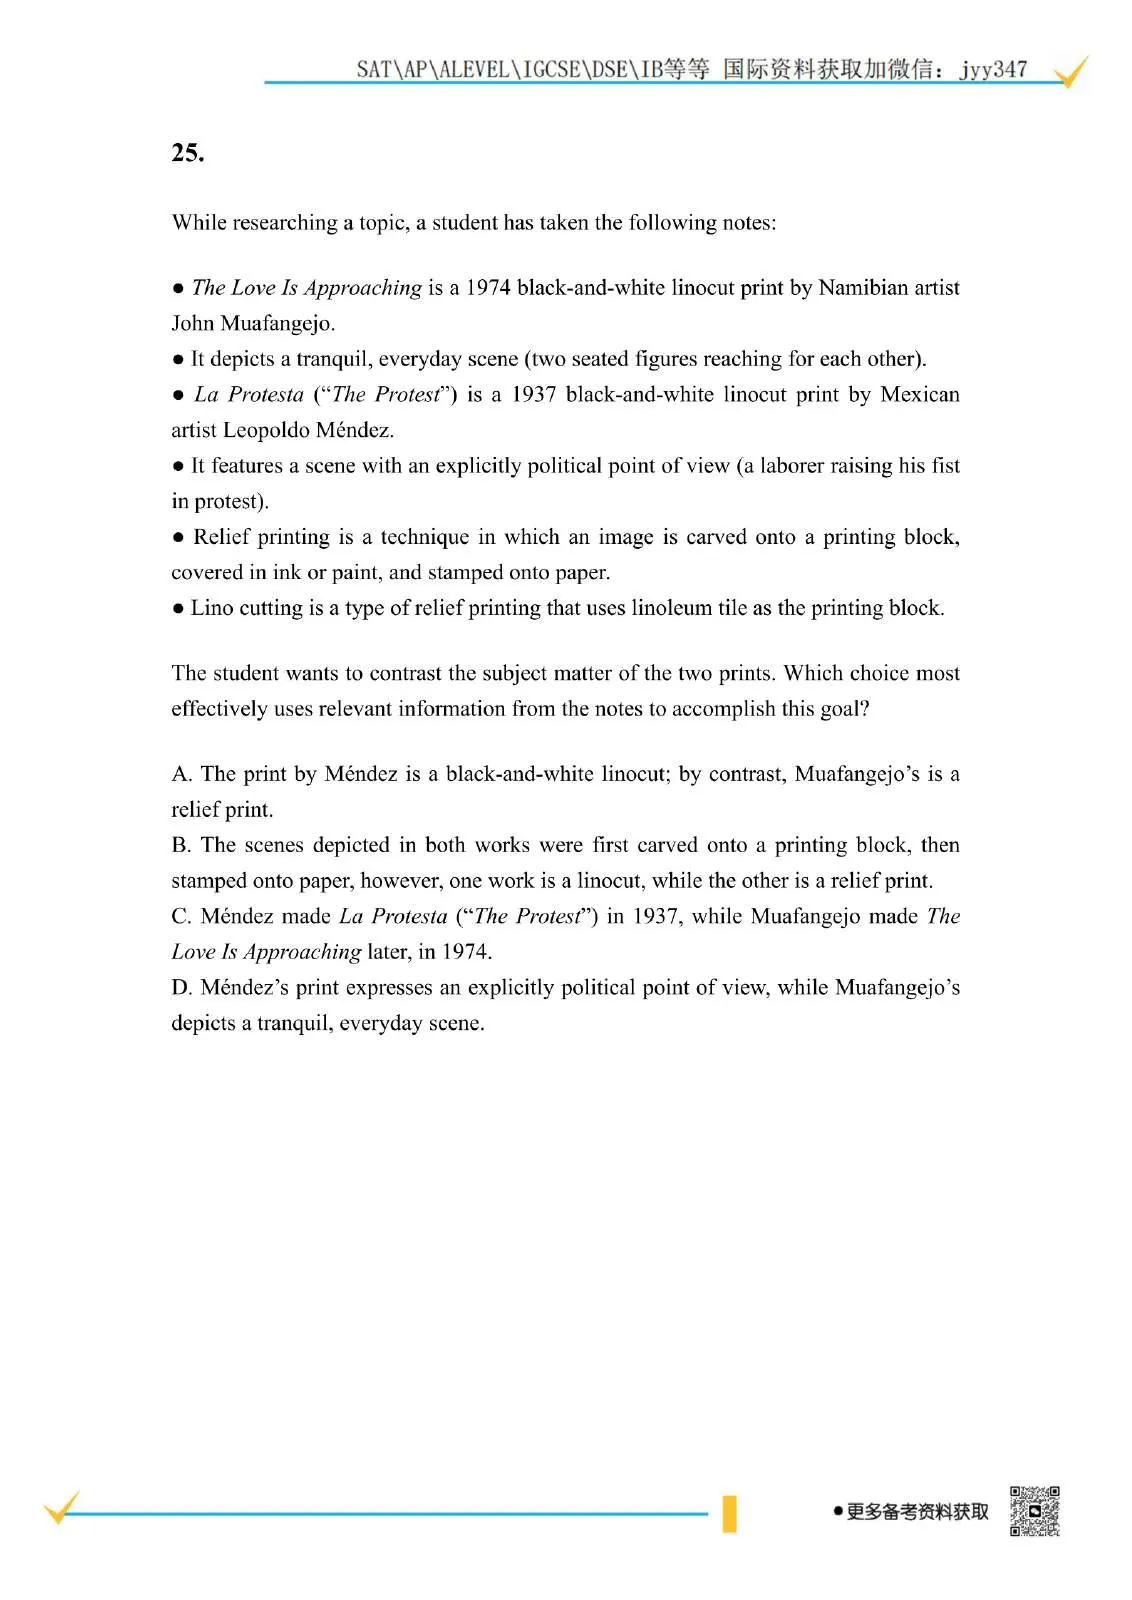 SAT\AP\ALEVEL\IGCSE\DSE\IB等等 国际资料获取加微信：jyy347
25.
While researching a topic, a student has taken the following notes:
● The Love Is Approaching is a 1974 black-and-white linocut print by Namibian artist
John Muafangejo.
● It depicts a tranquil, everyday scene (two seated figures reaching for each other).
● La Protesta (“The Protest”) is a 1937 black-and-white linocut print by Mexican
artist Leopoldo Méndez.
● It features a scene with an explicitly political point of view (a laborer raising his fist
in protest).
● Relief printing is a technique in which an image is carved onto a printing block,
covered in ink or paint, and stamped onto paper.
● Lino cutting is a type of relief printing that uses linoleum tile as the printing block.
The student wants to contrast the subject matter of the two prints. Which choice most
effectively uses relevant information from the notes to accomplish this goal?
A. The print by Méndez is a black-and-white linocut; by contrast, Muafangejo’s is a
relief print.
B. The scenes depicted in both works were first carved onto a printing block, then
stamped onto paper, however, one work is a linocut, while the other is a relief print.
C. Méndez made La Protesta (“The Protest”) in 1937, while Muafangejo made The
Love Is Approaching later, in 1974.
D. Méndez’s print expresses an explicitly political point of view, while Muafangejo’s
depicts a tranquil, everyday scene.
●更多备考资料获取